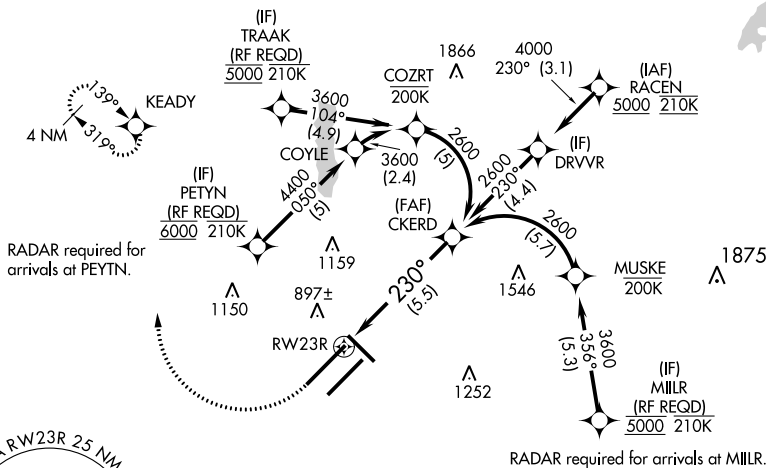 (IF)
TRAAK
(RF REQD)
5000 210K
COZRT
200K
1866
4000
230° (3.1)
(IAF)
RACEN
5000 210K
139°
319°
4 NM
KEADY
3600
104°
(4.9)
COYLE
3600
(2.4)
2600
(5)
(IF)
DRVVR
2600
230°
(4.4)
(IF)
PETYN
(RF REQD)
6000 210K
4400
050°
(5)
(FAF)
CKERD
2600
(5.7)
RADAR required for
arrivals at PEYTN.
1159
1150
897±
230°
(5.5)
1546
MUSKE
200K
1875
RW23R
1252
3600
356°
(5.3)
(IF)
MIILR
(RF REQD)
5000 210K
RADAR required for arrivals at MIILR.
A RW23R 25 NM